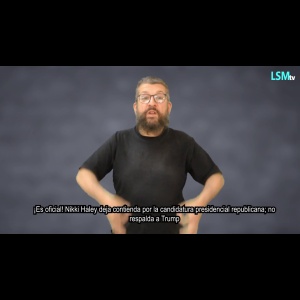 LSMtv
¡Es oficial! Nikki Haley deja contienda por la candidatura presidencial republicana; no
respalda a Trump